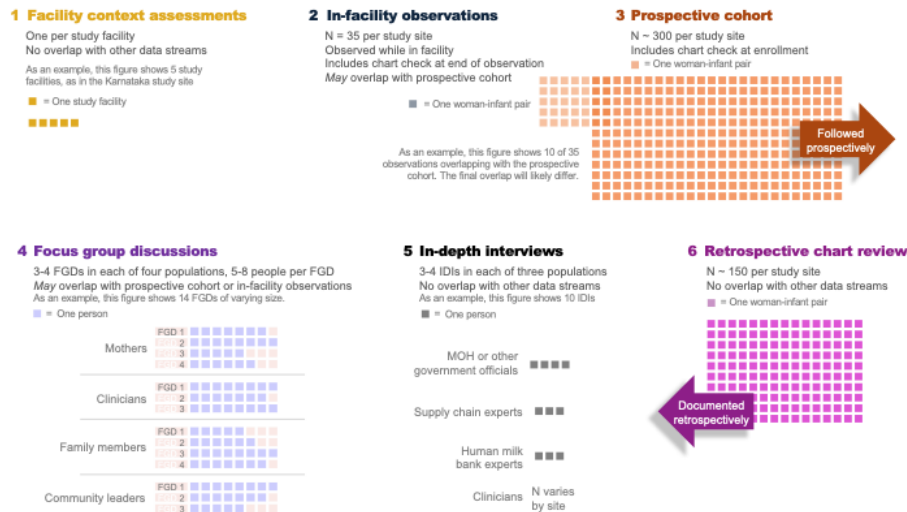 1 Facility context assessments
One per study facility
No overlap with other data streams
As an example, this figure shows 5 study
facilities, as in the Karnataka study site
= One study facility
2 In-facility observations
N = 35 per study site
Observed while in facility
Includes chart check at end of observation
May overlap with prospective cohort
= One woman-infant pair
As an example, this figure shows 10 of 35
observations overlapping with the prospective
cohort. The final overlap will likely differ.
3 Prospective cohort
N ~ 300 per study site
Includes chart check at enrollment
= One woman-infant pair
Followed
prospectively
4 Focus group discussions
3-4 FGDs in each of four populations, 5-8 people per FGD
May overlap with prospective cohort or in-facility observations
As an example, this figure shows 14 FGDs of varying size.
= One person
Mothers
FGD 1
2
3
4
Clinicians
FGD 1
2
3
Family members
FGD 1
2
3
4
Community leaders
FGD 1
2
3
5 In-depth interviews
3-4 IDIs in each of three populations
No overlap with other data streams
As an example, this figure shows 10 IDIs
= One person
MOH or other
government officials
Supply chain experts
Human milk
bank experts
Clinicians
N varies
by site
6 Retrospective chart review
N ~ 150 per study site
No overlap with other data streams
= One woman-infant pair
Documented
retrospectively